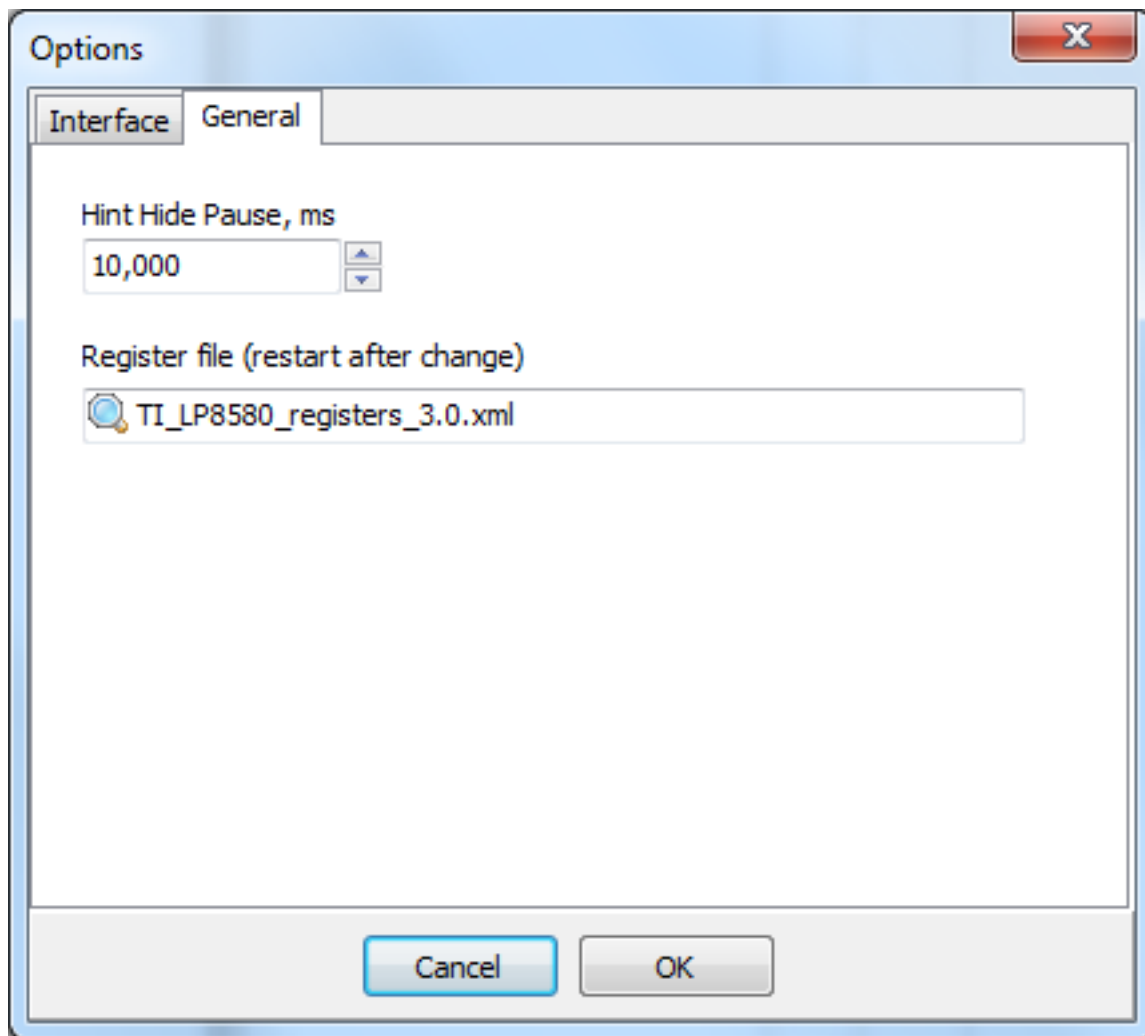 Options
Interface General
Hint Hide Pause, ms
10,000
Register file (restart after change)
TI_LP8580_registers_3.0.xml
Cancel OK